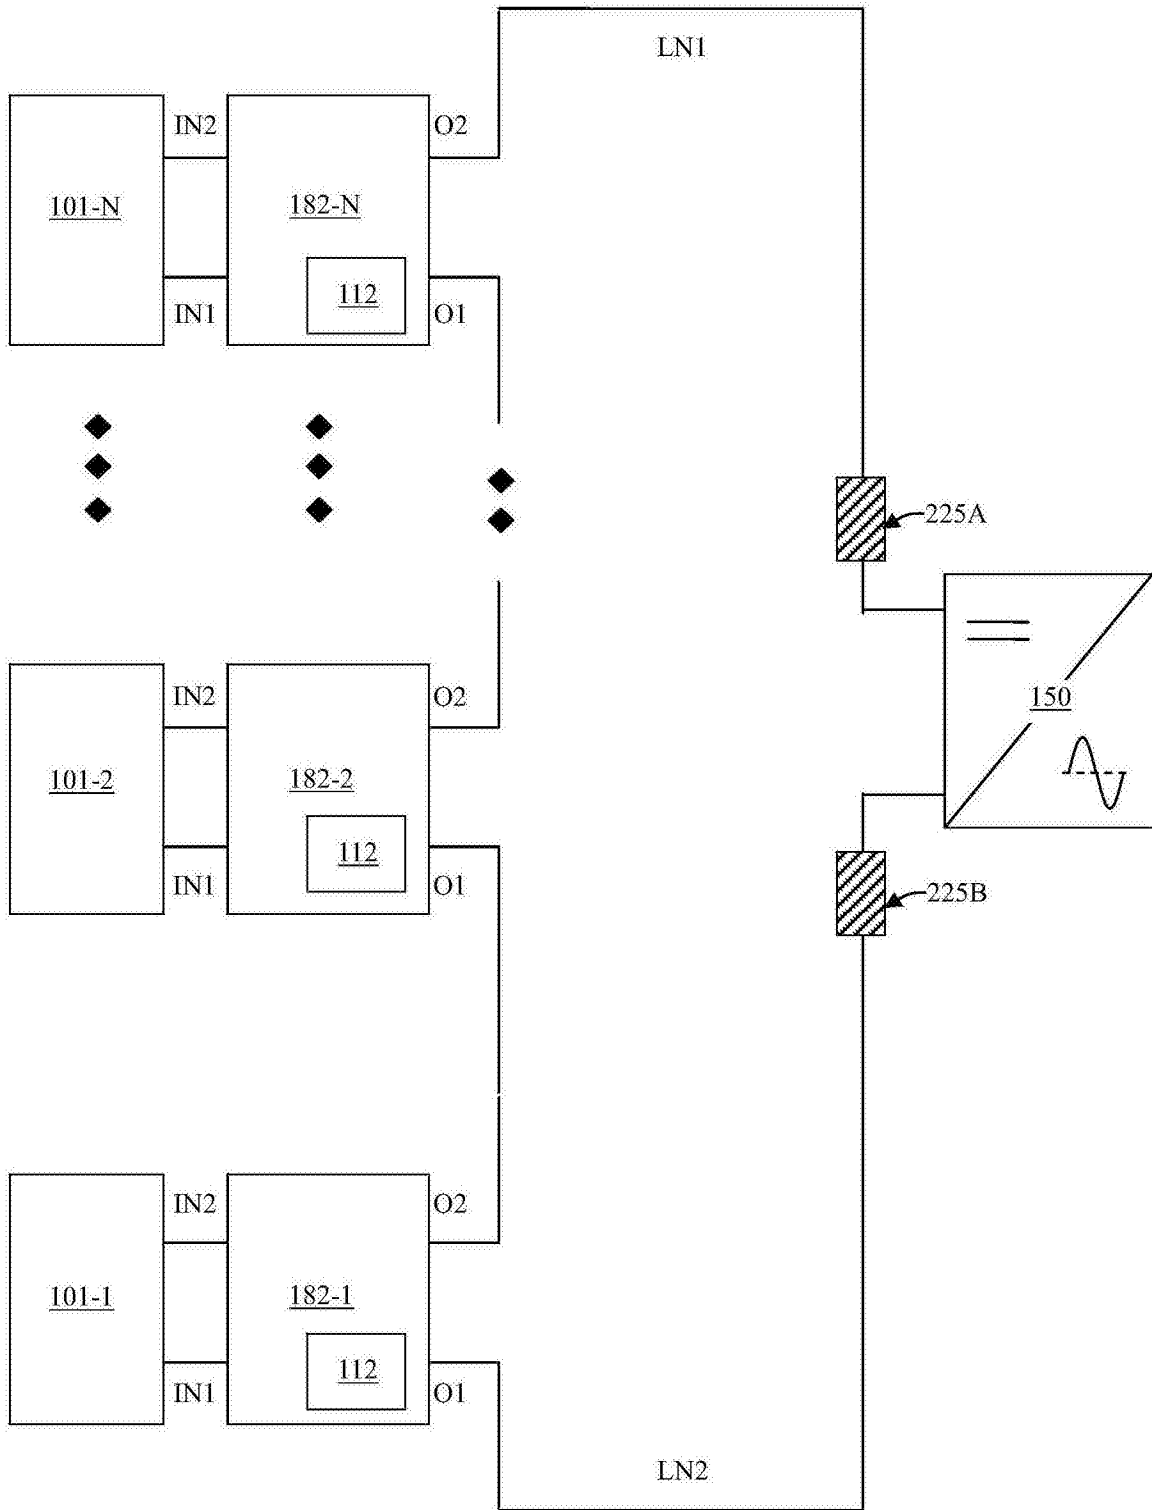 LN1
IN2
O2
101-N
182-N
112
IN1
O1
225A
IN2
O2
150
101-2
182-2
112
IN1
O1
225B
IN2
O2
101-1
182-1
112
IN1
O1
LN2